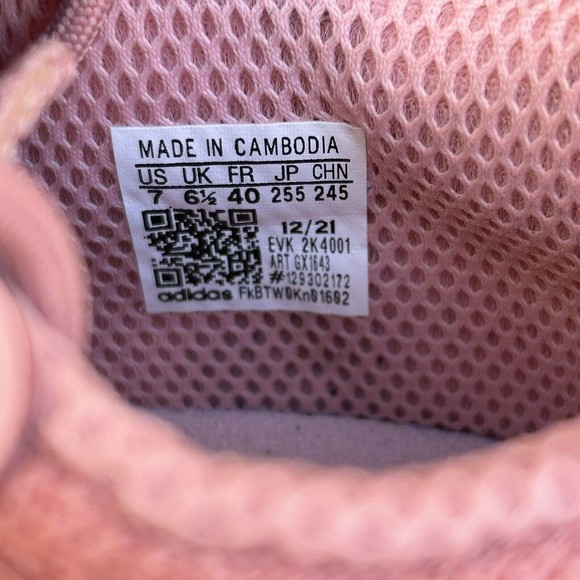 MADE IN CAMBODIA
US UK FR JP CHN
7 6½ 40 255 245
12/21
EVK 2K4001
ART GX1643
#129302172
adidas FkBTW0Kn01602